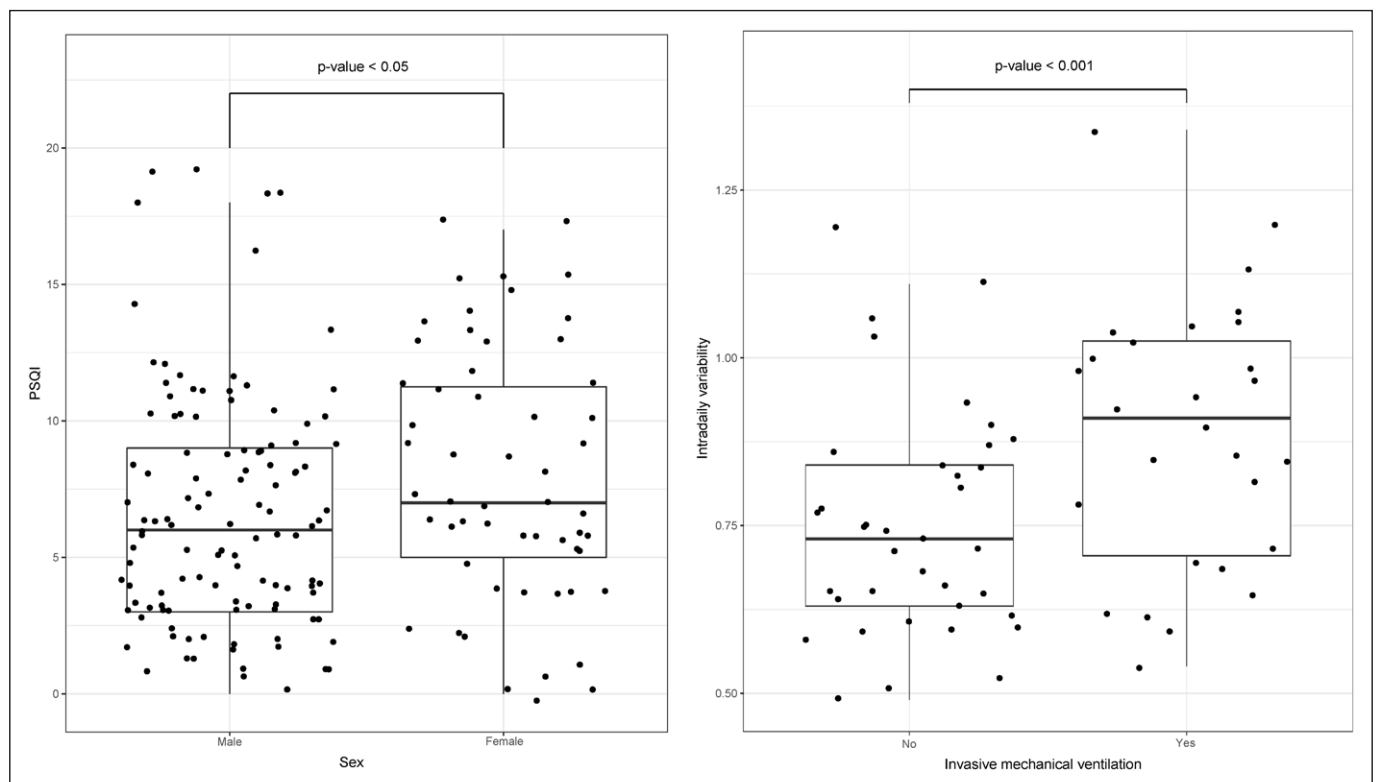 p-value < 0.05
20
15
10
5
0
PSQI
Male
Female
Sex
p-value < 0.001
1.25
1.00
0.75
0.50
Intradaily variability
No
Yes
Invasive mechanical ventilation